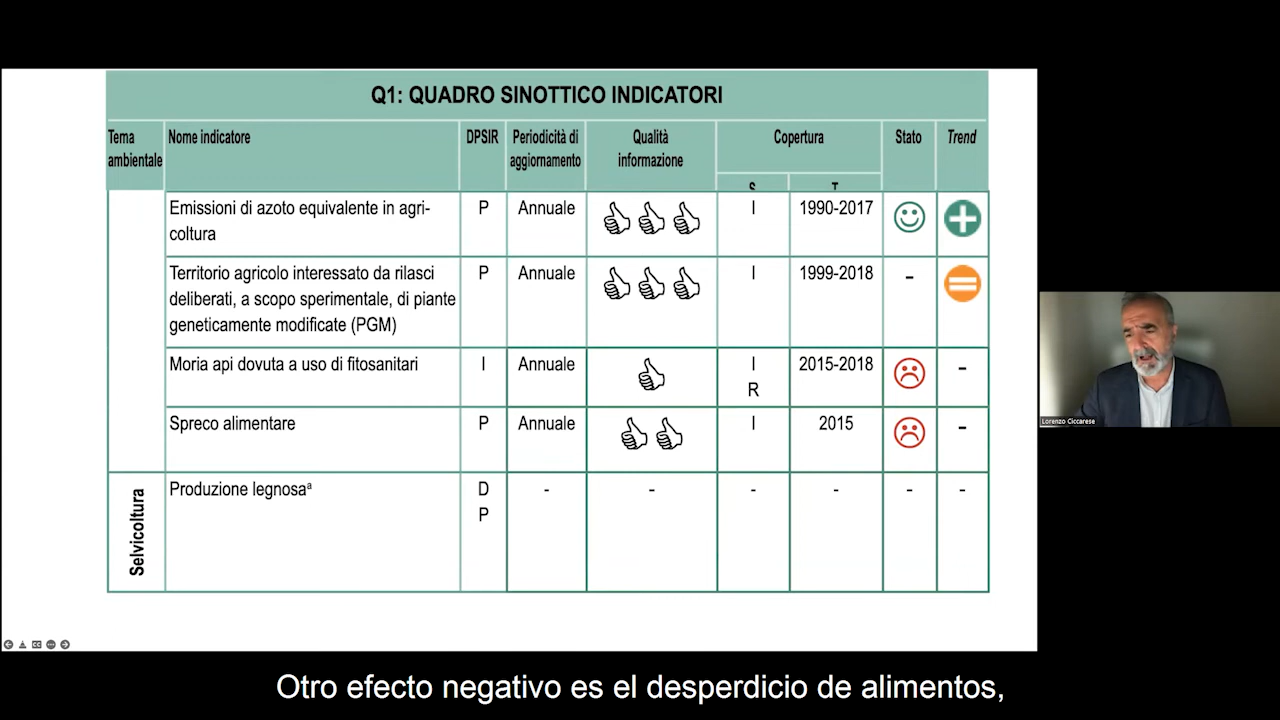 Q1: QUADRO SINOTTICO INDICATORI
Tema
ambientale
Nome indicatore
DPSIR
Periodicità di
aggiornamento
Qualità
informazione
Copertura
S
T
Stato
Trend
Emissioni di azoto equivalente in agri-
coltura
P
Annuale
I
1990-2017
Territorio agricolo interessato da rilasci
deliberati, a scopo sperimentale, di piante
geneticamente modificate (PGM)
P
Annuale
I
1999-2018
-
Moria api dovuta a uso di fitosanitari
I
Annuale
I
R
2015-2018
-
Spreco alimentare
P
Annuale
I
2015
-
Selvicoltura
Produzione legnosaª
D
P
-
-
-
-
-
-
Lorenzo Ciccarese
Otro efecto negativo es el desperdicio de alimentos,